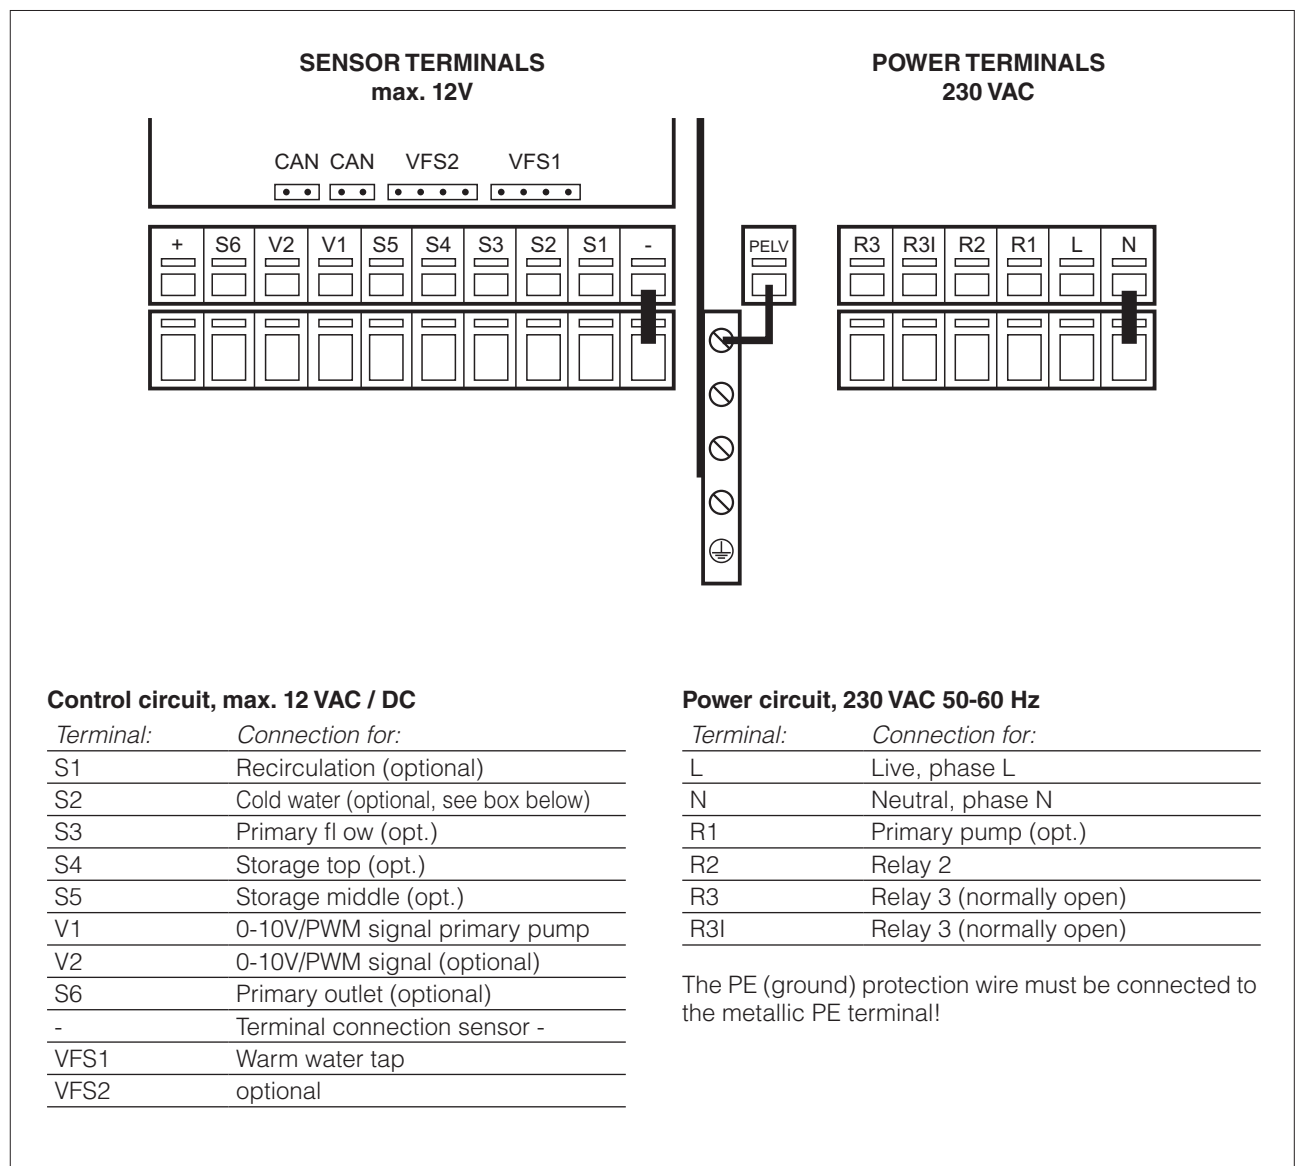 SENSOR TERMINALS
max. 12V
POWER TERMINALS
230 VAC
CAN CAN VFS2 VFS1
+ S6 V2 V1 S5 S4 S3 S2 S1 -
PELV
R3 R3I R2 R1 L N
Control circuit, max. 12 VAC / DC
Terminal: Connection for:
S1 Recirculation (optional)
S2 Cold water (optional, see box below)
S3 Primary fl ow (opt.)
S4 Storage top (opt.)
S5 Storage middle (opt.)
V1 0-10V/PWM signal primary pump
V2 0-10V/PWM signal (optional)
S6 Primary outlet (optional)
- Terminal connection sensor -
VFS1 Warm water tap
VFS2 optional
Power circuit, 230 VAC 50-60 Hz
Terminal: Connection for:
L Live, phase L
N Neutral, phase N
R1 Primary pump (opt.)
R2 Relay 2
R3 Relay 3 (normally open)
R3I Relay 3 (normally open)
The PE (ground) protection wire must be connected to
the metallic PE terminal!